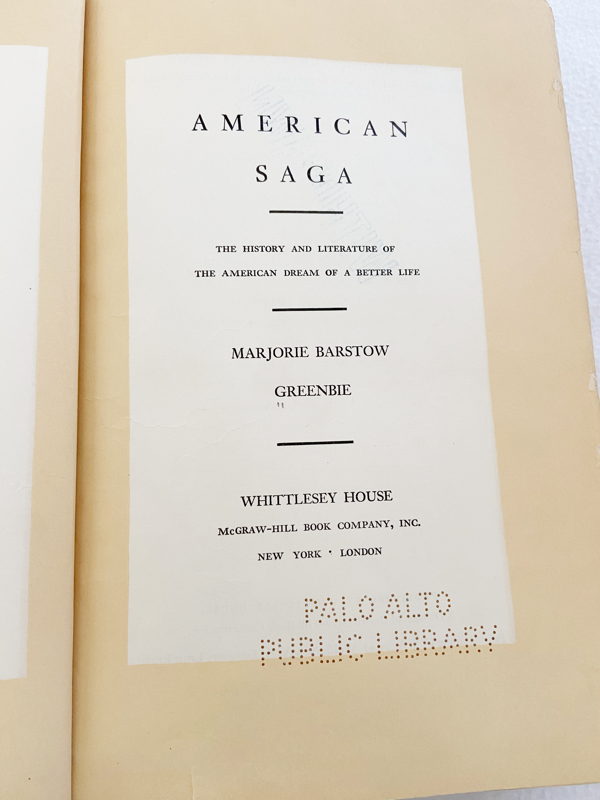 AMERICAN
SAGA
THE HISTORY AND LITERATURE OF
THE AMERICAN DREAM OF A BETTER LIFE
MARJORIE BARSTOW
GREENBIE
WHITTLESEY HOUSE
McGRAW-HILL BOOK COMPANY, INC.
NEW YORK · LONDON
PALO ALTO
PUBLIC LIBRARY